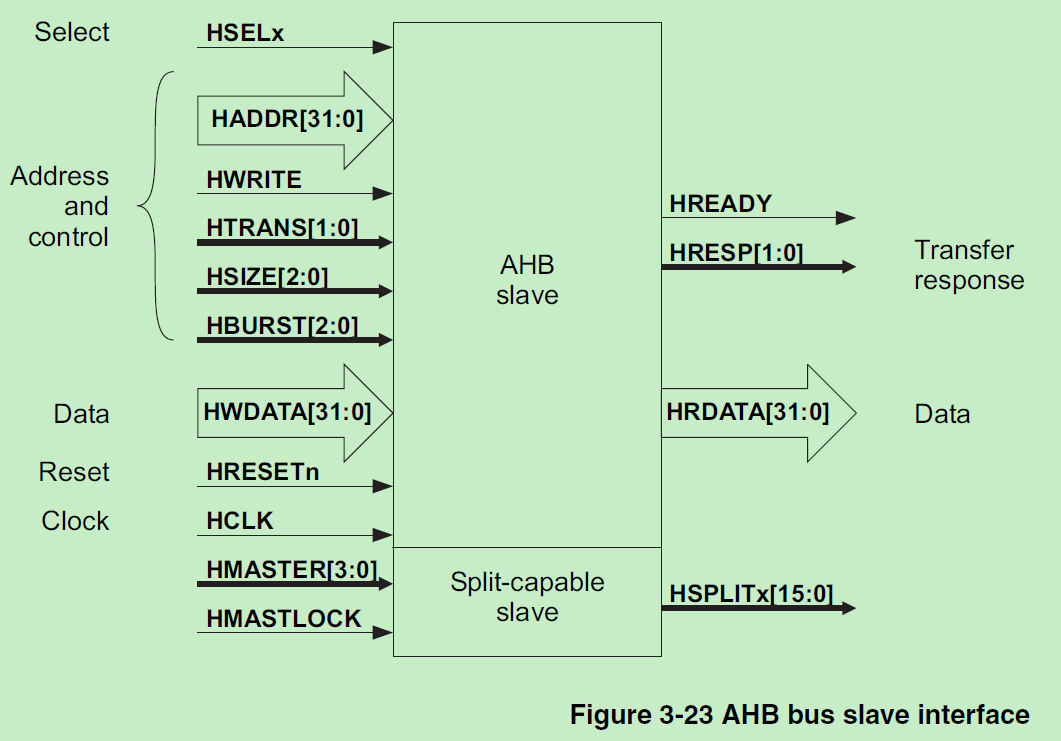 Select
HSELx
HADDR[31:0]
Address
and
control
HWRITE
HTRANS[1:0]
HSIZE[2:0]
HBURST[2:0]
Data
HWDATA[31:0]
Reset
HRESETn
Clock
HCLK
HMASTER[3:0]
HMASTLOCK
AHB
slave
Split-capable
slave
HREADY
HRESP[1:0]
Transfer
response
HRDATA[31:0]
Data
HSPLITx[15:0]
Figure 3-23 AHB bus slave interface